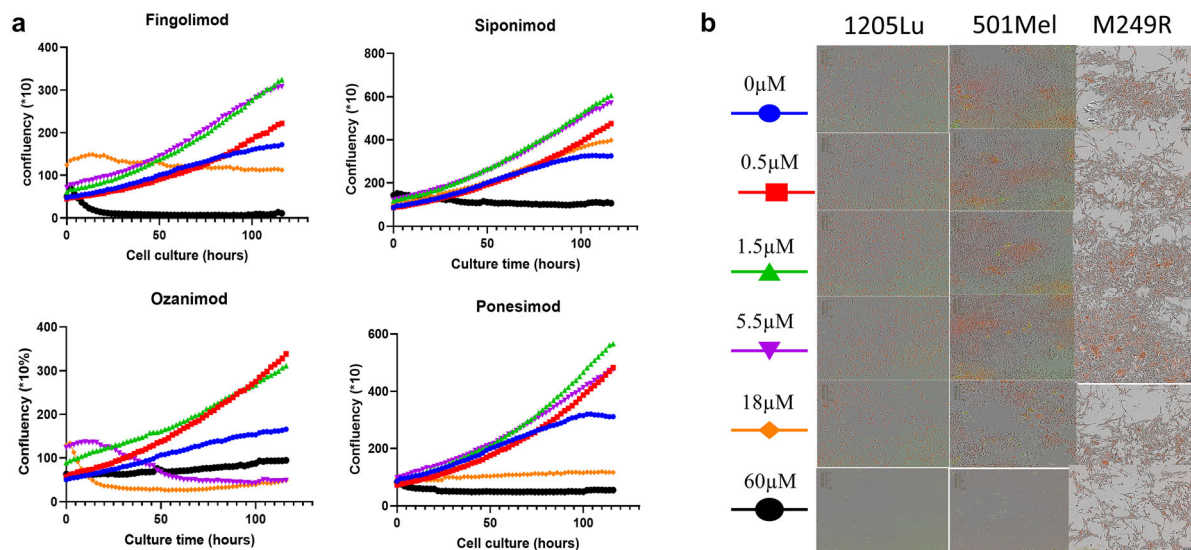 a
Fingolimod
confluency (*10)
400
300
200
100
0
0
50
100
Cell culture (hours)
Siponimod
Confluency (*10)
800
600
400
200
0
0
50
100
Culture time (hours)
Ozanimod
Confluency (*10%)
400
300
200
100
0
0
50
100
Culture time (hours)
Ponesimod
Confluency (*10)
600
400
200
0
0
50
100
Cell culture (hours)
b
1205Lu 501Mel M249R
0µM
0.5µM
1.5µM
5.5µM
18µM
60µM